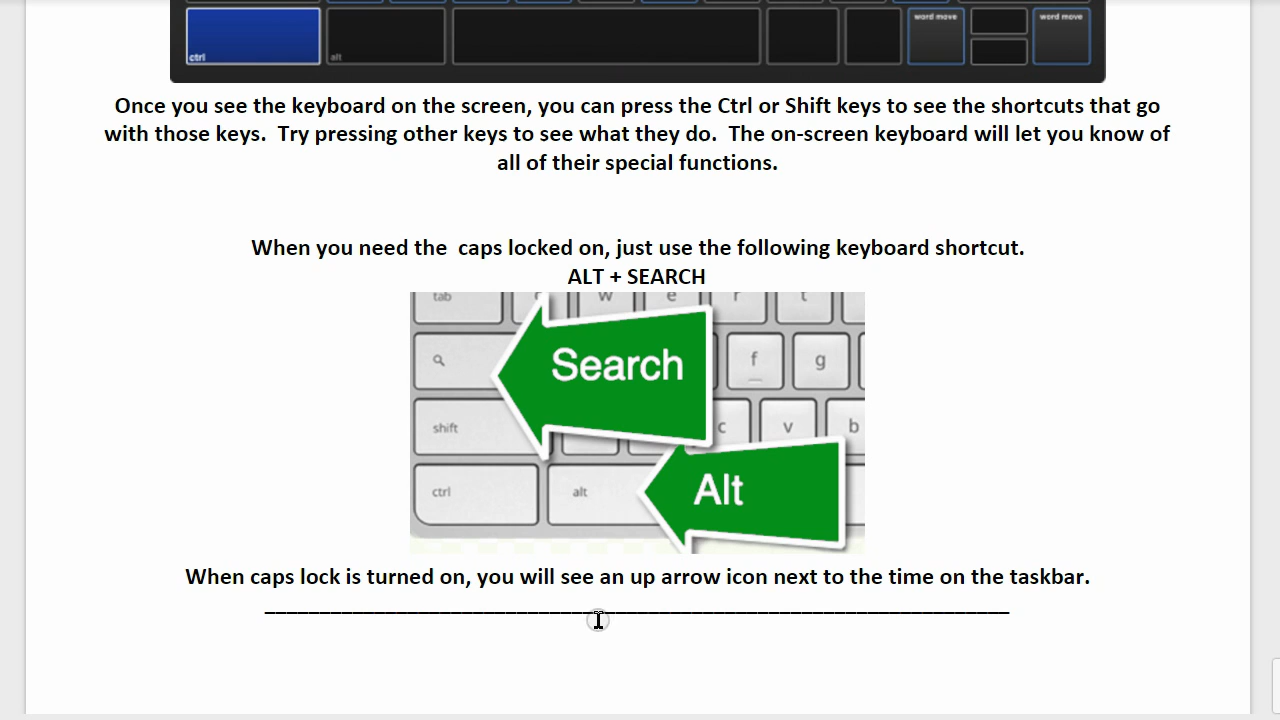 word move
word move
ctrl
alt
Once you see the keyboard on the screen, you can press the Ctrl or Shift keys to see the shortcuts that go
with those keys.  Try pressing other keys to see what they do.  The on-screen keyboard will let you know of
all of their special functions.
When you need the  caps locked on, just use the following keyboard shortcut.
ALT + SEARCH
tab
w
e
r
t
Search
f
g
shift
c
v
b
ctrl
alt
Alt
When caps lock is turned on, you will see an up arrow icon next to the time on the taskbar.